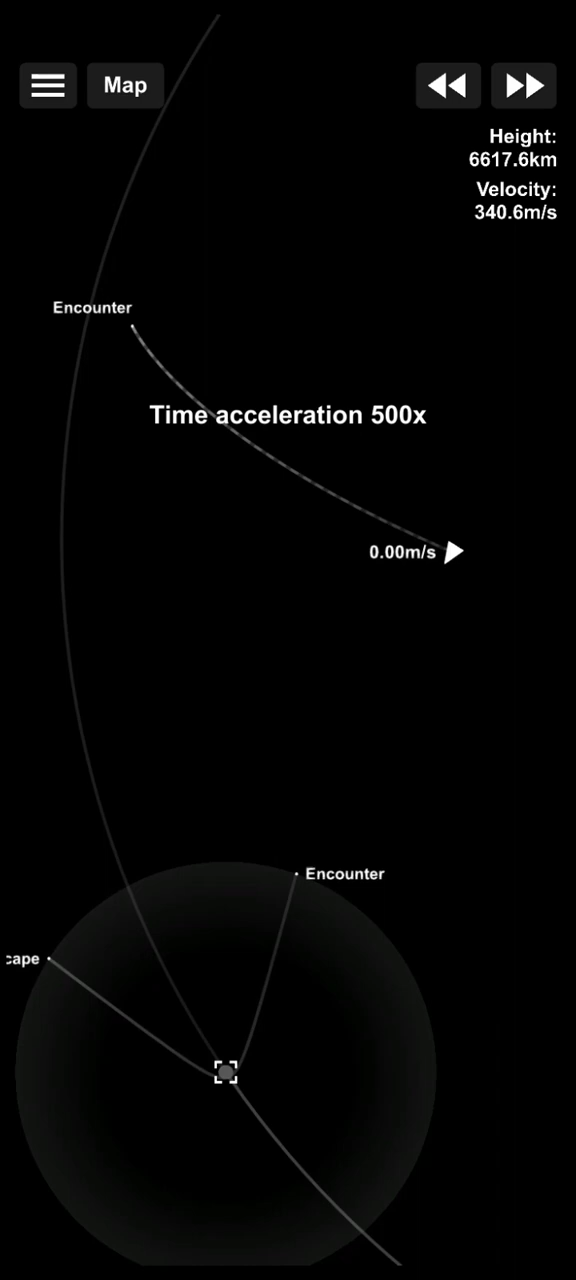 Map
Height:
6617.6km
Velocity:
340.6m/s
Encounter
Time acceleration 500x
0.00m/s
Encounter
cape